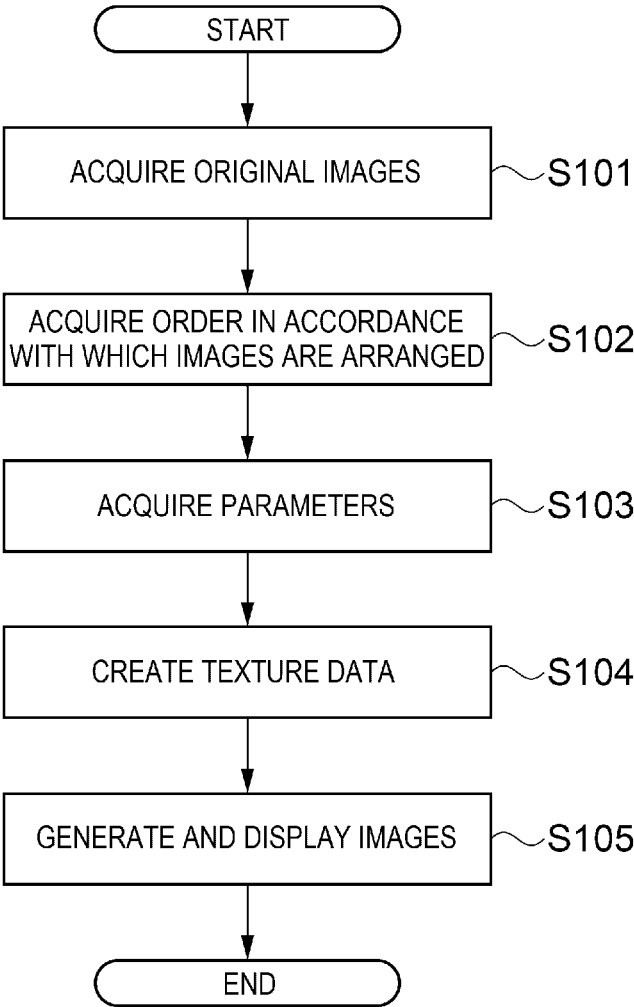 START
ACQUIRE ORIGINAL IMAGES
S101
ACQUIRE ORDER IN ACCORDANCE
WITH WHICH IMAGES ARE ARRANGED
S102
ACQUIRE PARAMETERS
S103
CREATE TEXTURE DATA
S104
GENERATE AND DISPLAY IMAGES
S105
END